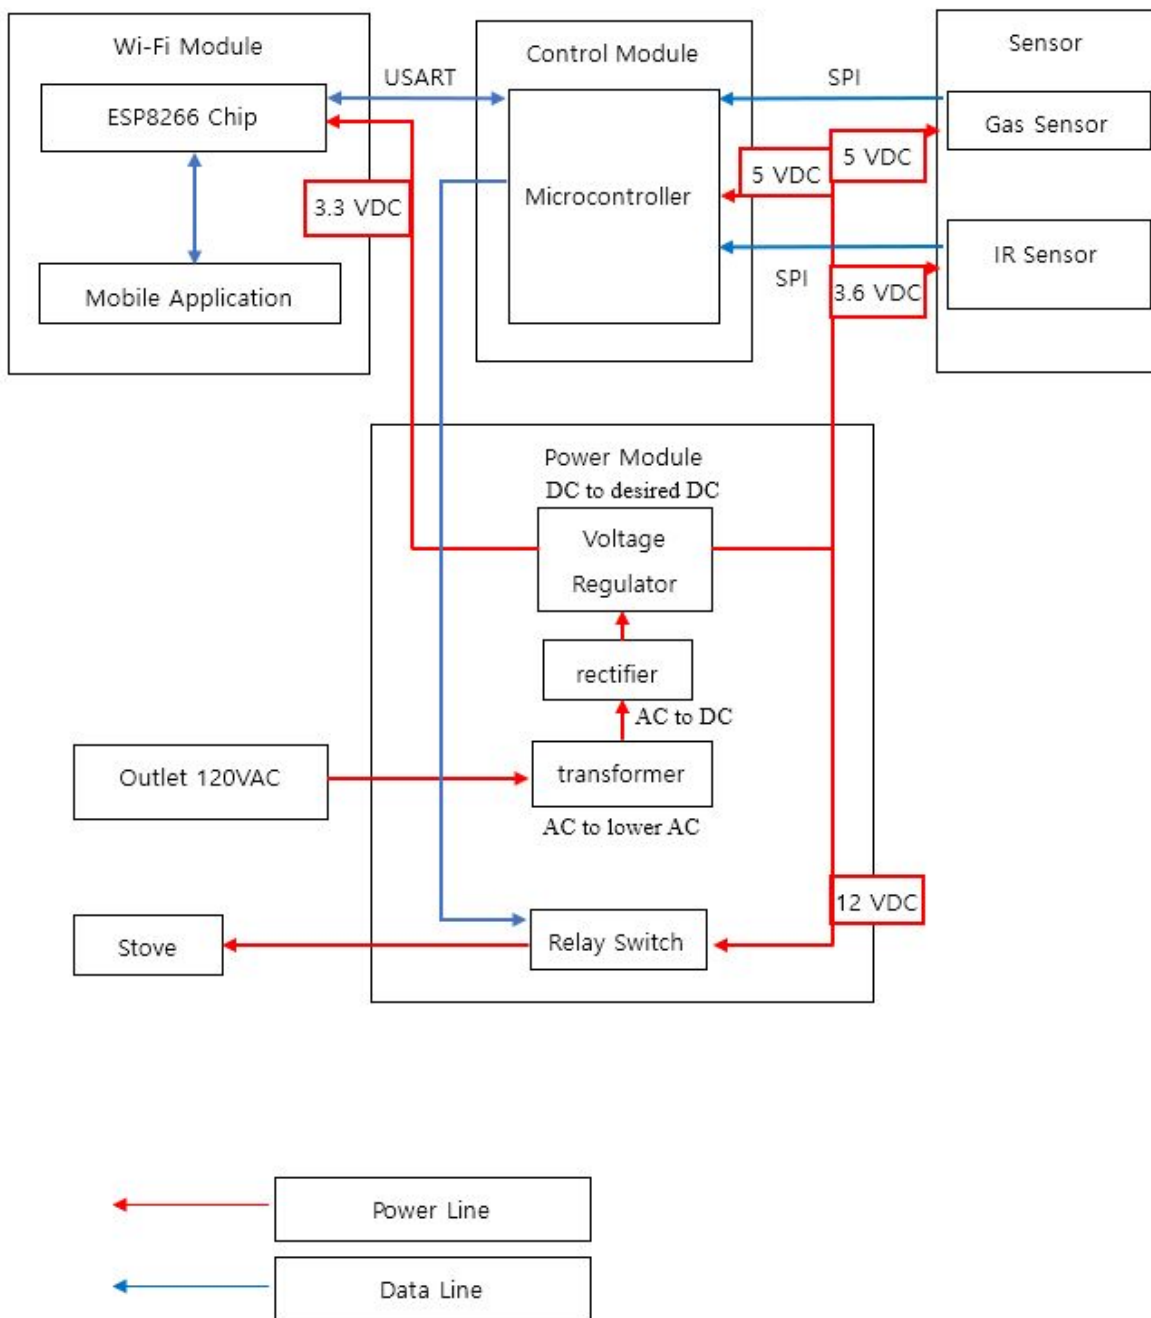 Wi-Fi Module
ESP8266 Chip
Mobile Application
USART
3.3 VDC
Control Module
Microcontroller
SPI
5 VDC
5 VDC
SPI
3.6 VDC
Sensor
Gas Sensor
IR Sensor
Power Module
DC to desired DC
Voltage
Regulator
rectifier
AC to DC
transformer
AC to lower AC
Outlet 120VAC
12 VDC
Relay Switch
Stove
Power Line
Data Line